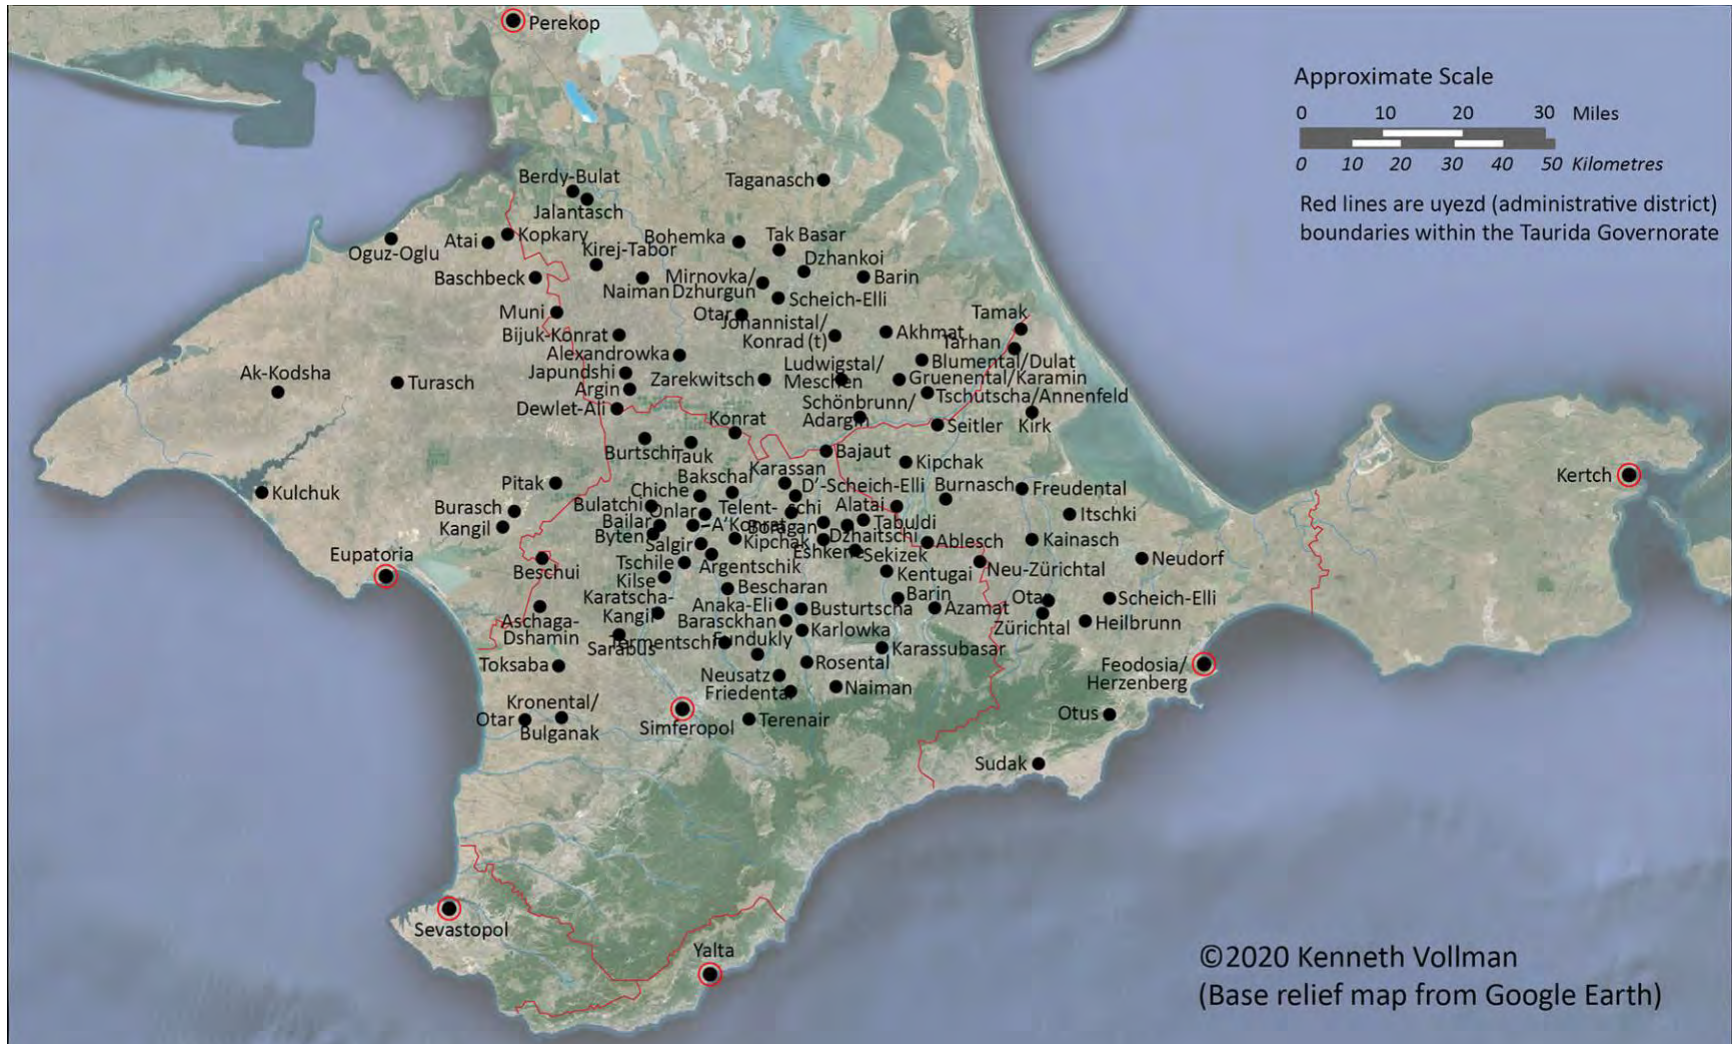 Perekop
Approximate Scale
0 10 20 30 Miles
0 10 20 30 40 50 Kilometres
Red lines are uyezd (administrative district)
boundaries within the Taurida Governorate
Berdy-Bulat
Taganasch
Jalantasch
Kopkary
Oguz-Oglu
Atai
Bohemka
Tak Basar
Kirej-Tabor
Dzhankoi
Baschbeck
Naiman
Mirnovka/
Dzhurgun
Barin
Scheich-Elli
Muni
Otar
Tamak
Bijuk-Konrat
Johannistal/
Konrad (t)
Akhmat
Tarhan
Alexandrowka
Blumental/Dulat
Ak-Kodsha
Turasch
Japundshi
Zarekwitsch
Ludwigstal/
Meschen
Gruenental/Karamin
Argin
Tschutscha/Annenfeld
Dewlet-Ali
Schönbrunn/
Adargin
Konrat
Seitler
Kirk
Burtschi
Tauk
Bajaut
Kipchak
Karassan
Pitak
Bakschal
Kulchuk
Chiche
D'-Scheich-Elli
Burnasch
Freudental
Burasch
Bulatchi
Onlar
Telent-
schi
Alatai
Itschki
Kangil
Bailar
A'Konrat
Boragan
Tabuldi
Kertch
Byten
Salgir
Kipchak
Dzhaitschi
Ablesch
Kainasch
Eupatoria
Beschui
Tschile
Argentschik
Eshkene
Sekizek
Neu-Zürichtal
Neudorf
Kilse
Bescharan
Kentugai
Karatscha-
Kangil
Anaka-Eli
Busturtscha
Barin
Azamat
Ota
Scheich-Elli
Aschaga-
Dshamin
Barasckhan
Karlowka
Zürichtal
Heilbrunn
Sarabus
Termentschi
Fundukly
Karassubasar
Toksaba
Rosental
Feodosia/
Herzenberg
Neusatz
Friedental
Naiman
Kronental/
Bulganak
Otar
Simferopol
Terenair
Otus
Sudak
Sevastopol
Yalta
©2020 Kenneth Vollman
(Base relief map from Google Earth)